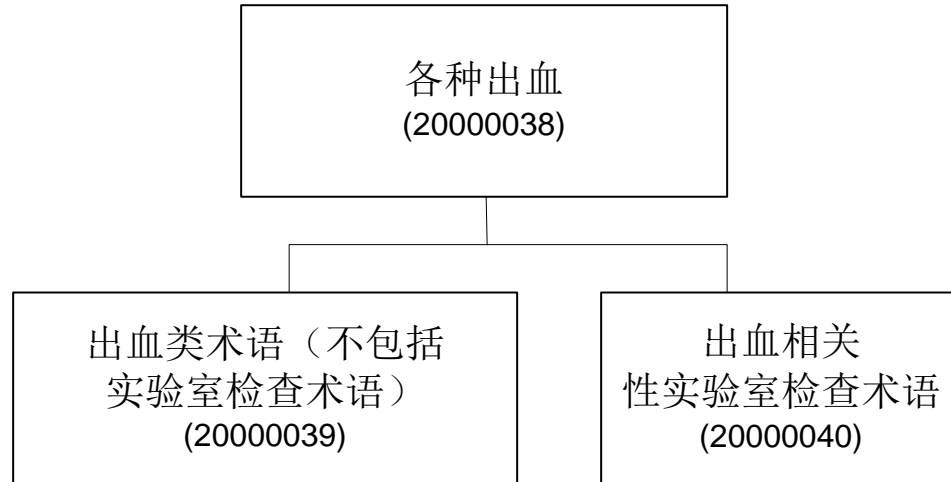 各种出血
(20000038)
出血类术语（不包括
实验室检查术语）
(20000039)
出血相关
性实验室检查术语
(20000040)